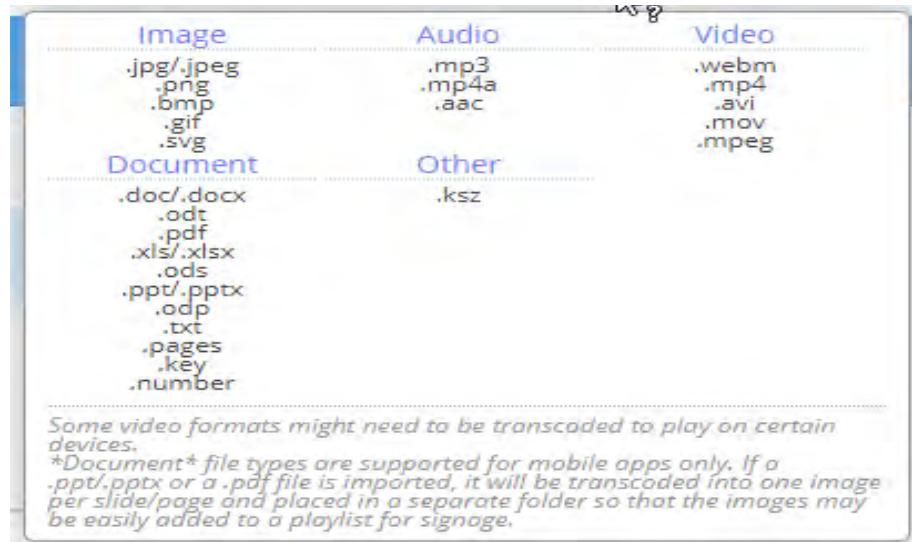 Image Audio Video
.jpg/.jpeg .mp3 .webm
.png .mp4a .mp4
.bmp .aac .avi
.gif .mov
.svg .mpeg
Document Other
.doc/.docx .ksz
.odt
.pdf
.xls/.xlsx
.ods
.ppt/.pptx
.odp
.txt
.pages
.key
.number
Some video formats might need to be transcoded to play on certain
devices.
*Document* file types are supported for mobile apps only. If a
.ppt/.pptx or a .pdf file is imported, it will be transcoded into one image
per slide/page and placed in a separate folder so that the images may
be easily added to a playlist for signage.